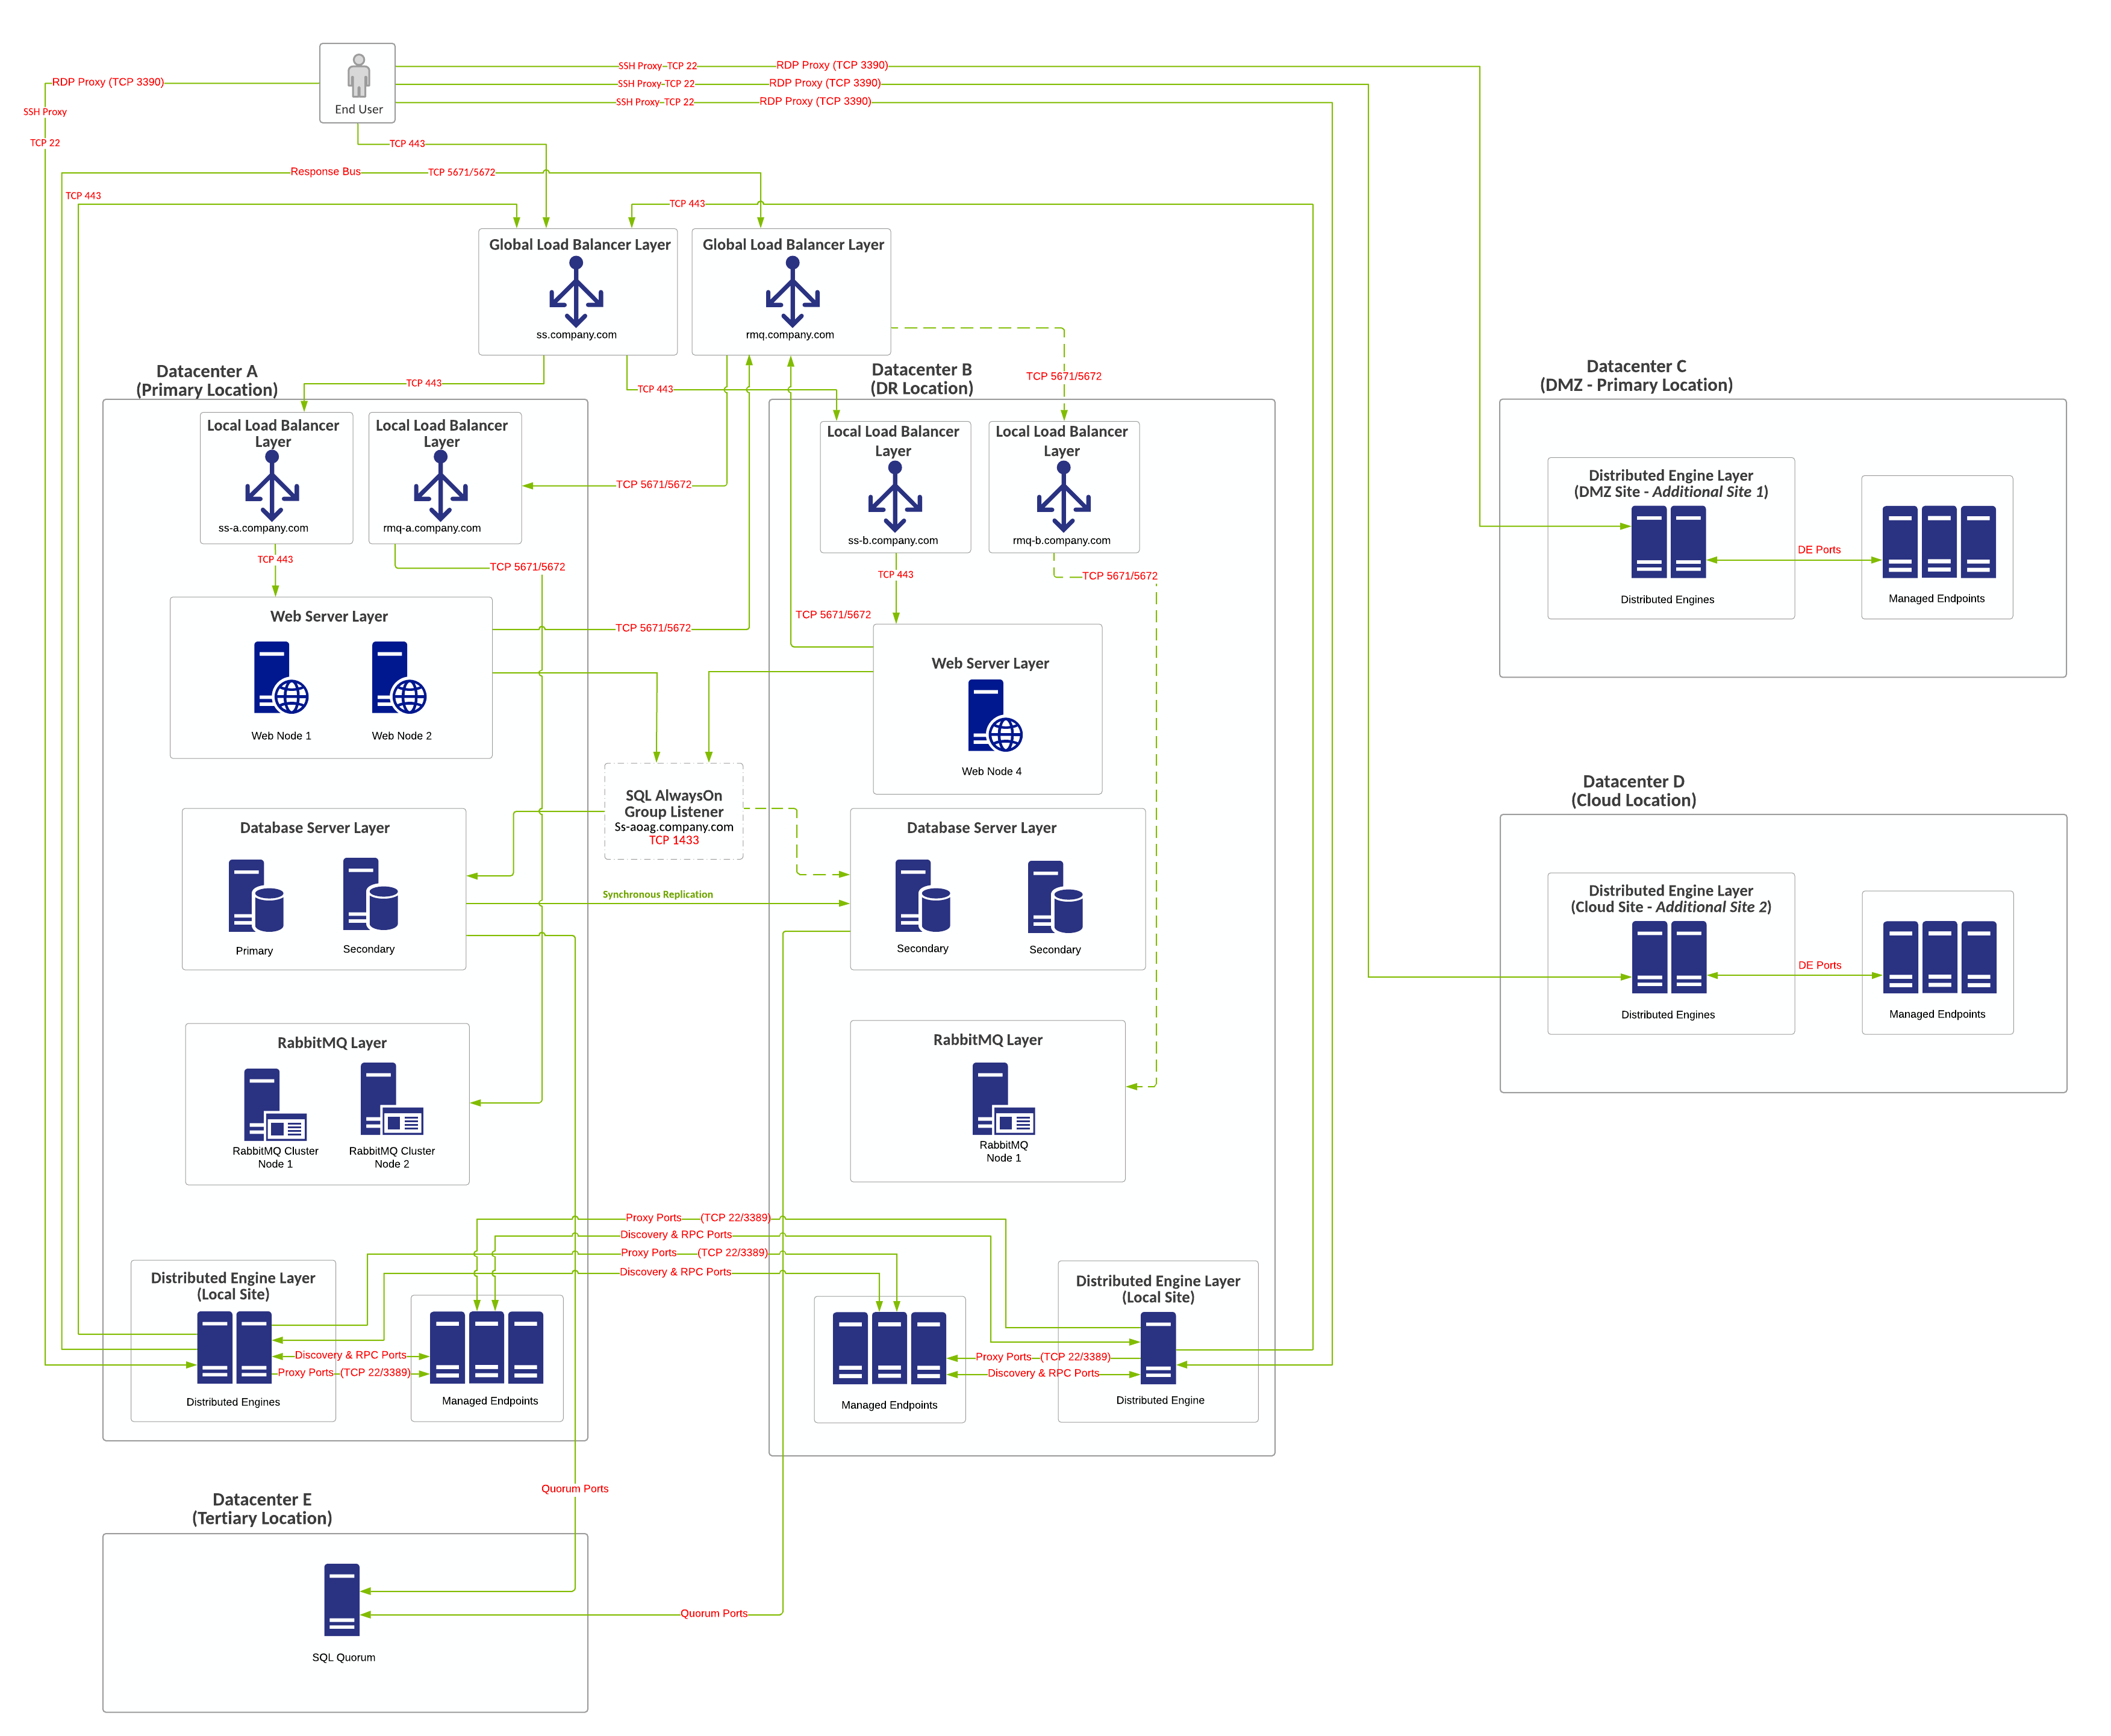 End User
RDP Proxy (TCP 3390)
SSH Proxy
TCP 22
SSH Proxy TCP 22
RDP Proxy (TCP 3390)
SSH Proxy TCP 22
RDP Proxy (TCP 3390)
SSH Proxy TCP 22
RDP Proxy (TCP 3390)
TCP 443
Response Bus
TCP 5671/5672
TCP 443
TCP 443
Global Load Balancer Layer
ss.company.com
Global Load Balancer Layer
rmq.company.com
TCP 443
TCP 443
TCP 5671/5672
Datacenter A
(Primary Location)
Local Load Balancer
Layer
ss-a.company.com
Local Load Balancer
Layer
rmq-a.company.com
TCP 5671/5672
TCP 443
TCP 5671/5672
Web Server Layer
Web Node 1
Web Node 2
TCP 5671/5672
Database Server Layer
Primary
Secondary
RabbitMQ Layer
RabbitMQ Cluster
Node 1
RabbitMQ Cluster
Node 2
Distributed Engine Layer
(Local Site)
Distributed Engines
Discovery & RPC Ports
Proxy Ports (TCP 22/3389)
Managed Endpoints
SQL AlwaysOn
Group Listener
Ss-aoag.company.com
TCP 1433
Synchronous Replication
Proxy Ports (TCP 22/3389)
Discovery & RPC Ports
Proxy Ports (TCP 22/3389)
Discovery & RPC Ports
Datacenter B
(DR Location)
Local Load Balancer
Layer
ss-b.company.com
Local Load Balancer
Layer
rmq-b.company.com
TCP 443
TCP 5671/5672
TCP 5671/5672
Web Server Layer
Web Node 4
Database Server Layer
Secondary
Secondary
RabbitMQ Layer
RabbitMQ
Node 1
Managed Endpoints
Proxy Ports (TCP 22/3389)
Discovery & RPC Ports
Distributed Engine Layer
(Local Site)
Distributed Engine
Datacenter C
(DMZ - Primary Location)
Distributed Engine Layer
(DMZ Site - Additional Site 1)
Distributed Engines
DE Ports
Managed Endpoints
Datacenter D
(Cloud Location)
Distributed Engine Layer
(Cloud Site - Additional Site 2)
Distributed Engines
DE Ports
Managed Endpoints
Quorum Ports
Datacenter E
(Tertiary Location)
SQL Quorum
Quorum Ports